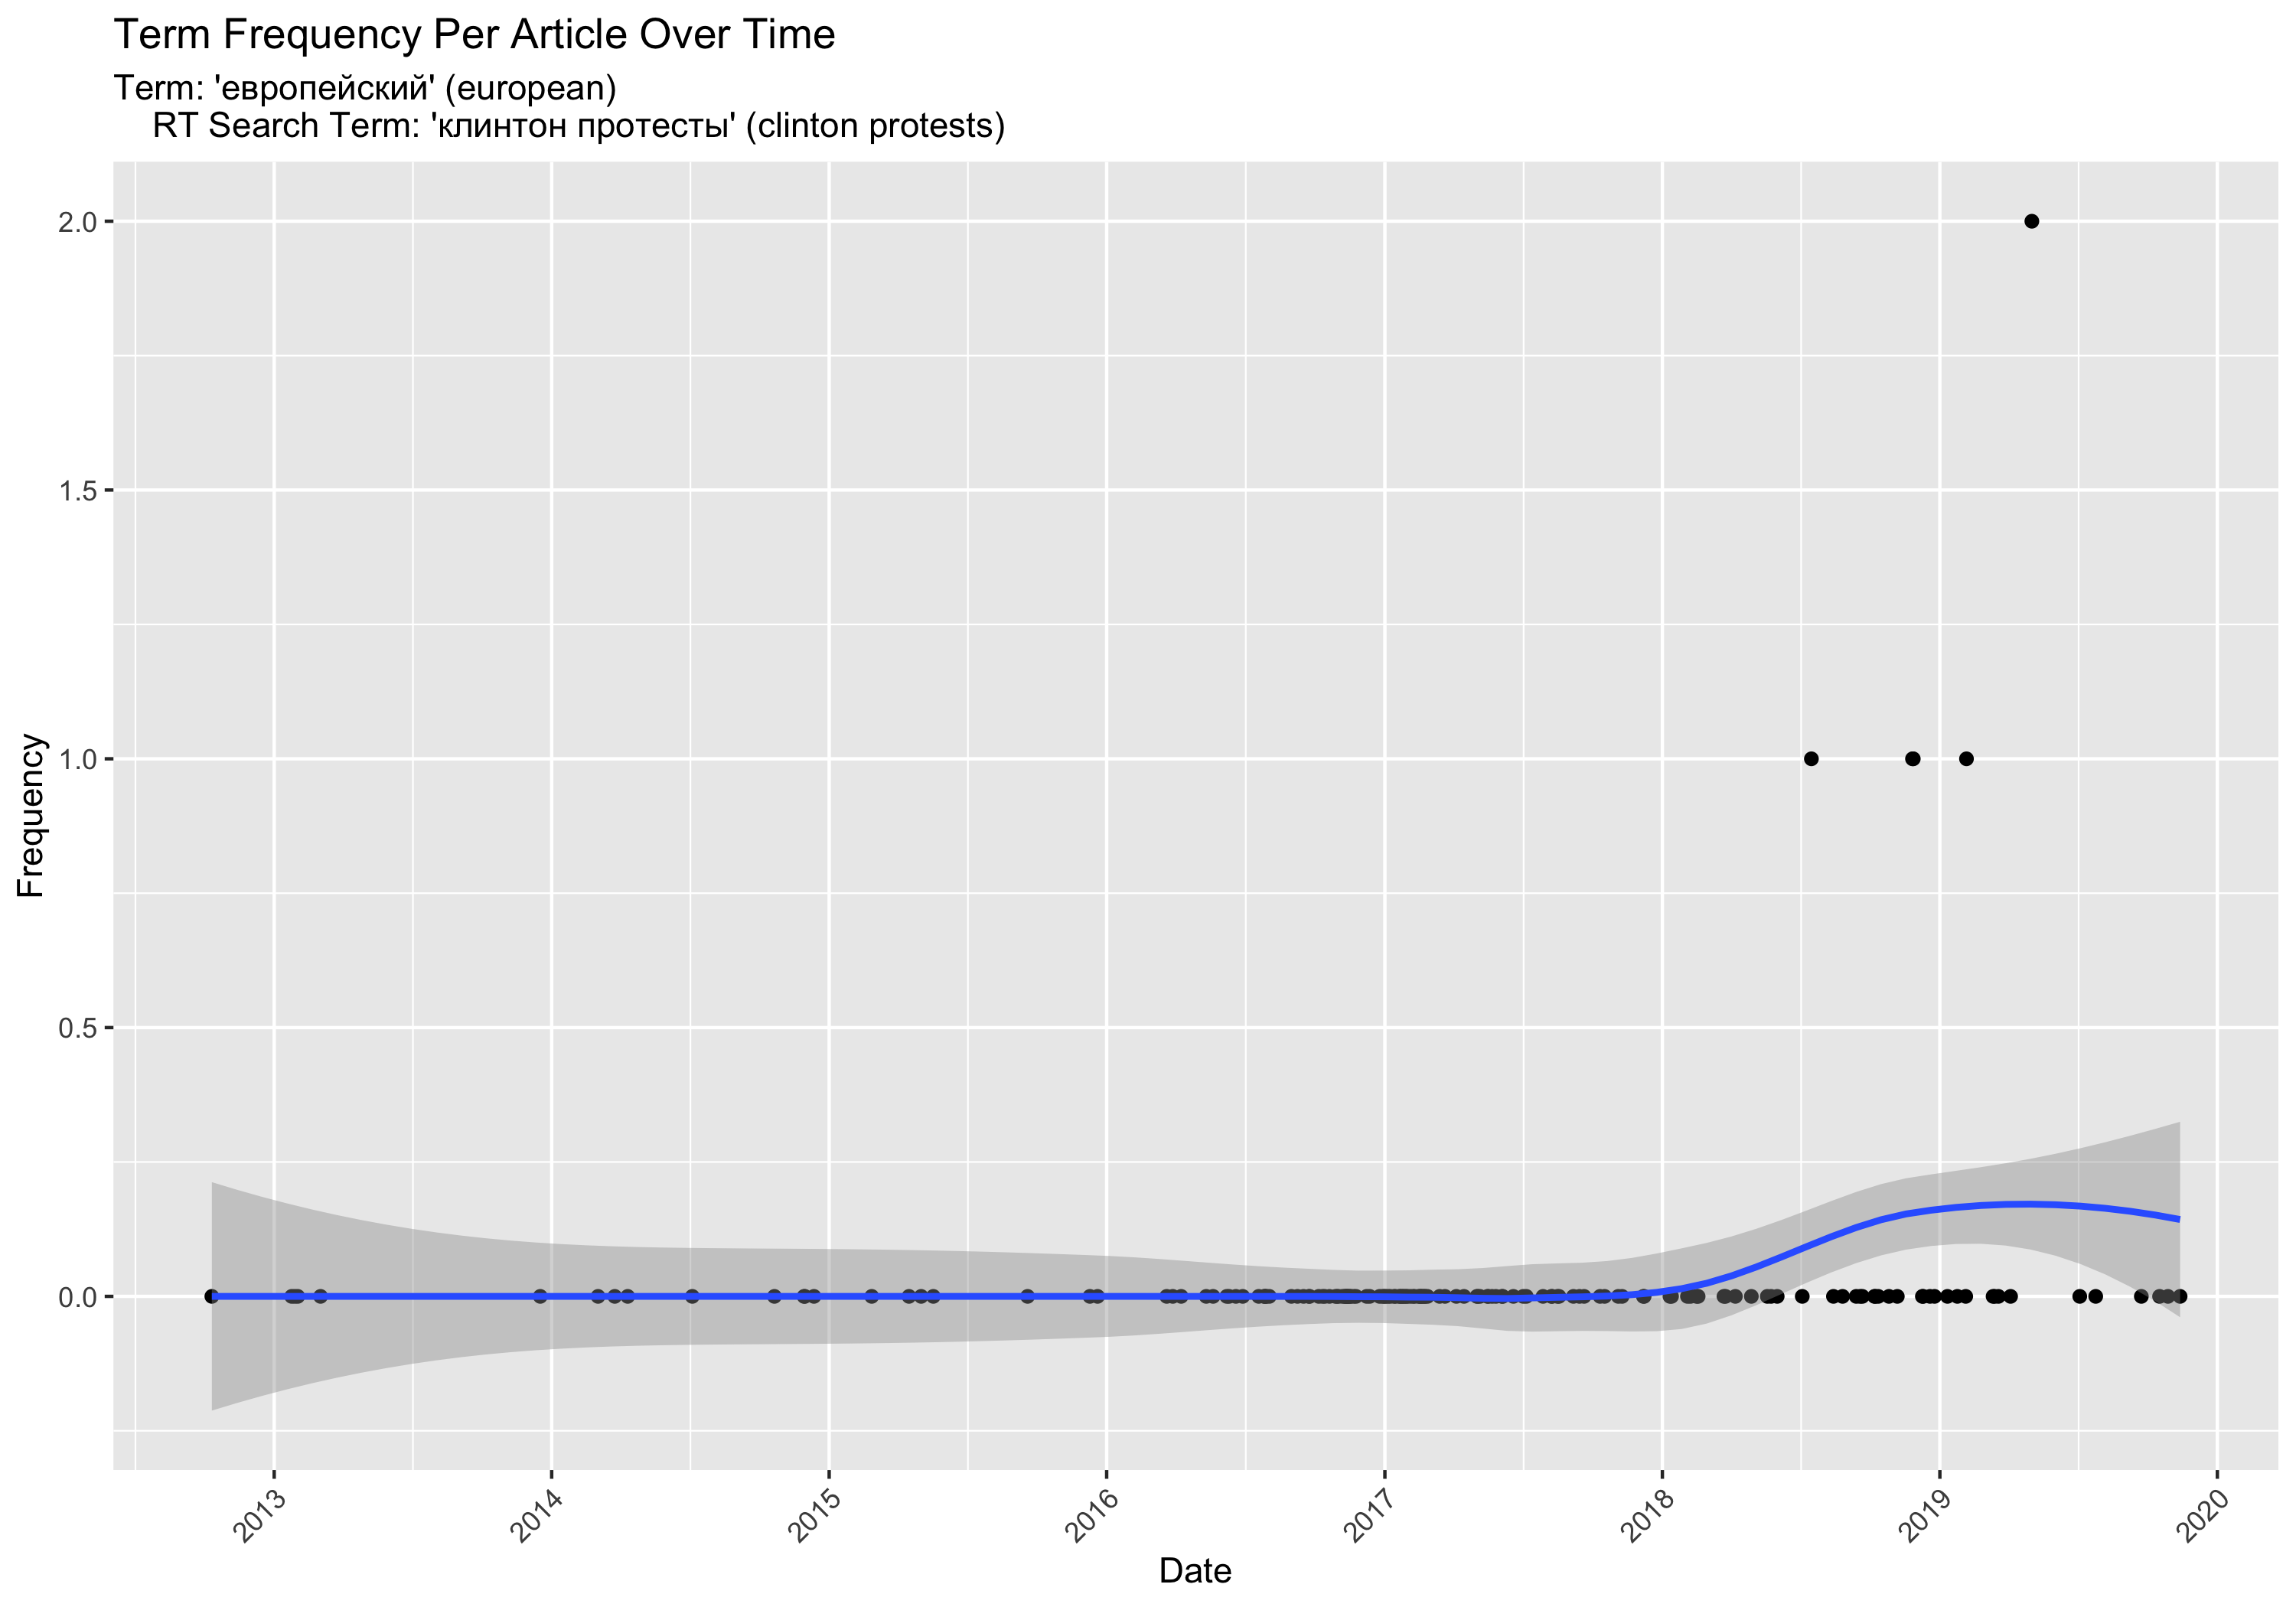 Term Frequency Per Article Over Time
Term: 'европейский' (european)
RT Search Term: 'клинтон протесты' (clinton protests)
2.0
1.5
1.0
0.5
0.0
Frequency
2013
2014
2015
2016
2017
2018
2019
2020
Date